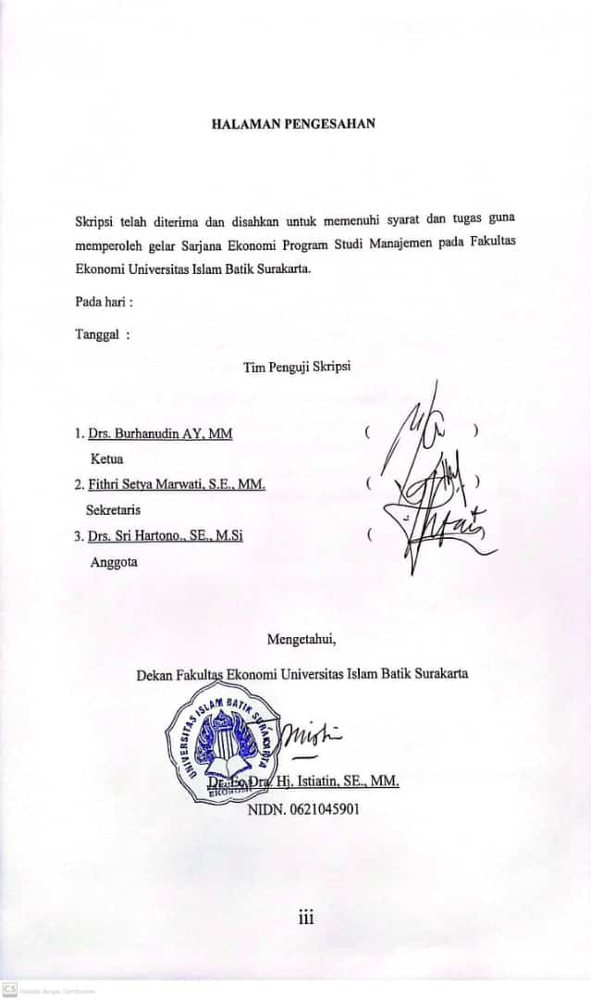 HALAMAN PENGESAHAN
Skripsi telah diterima dan disahkan untuk memenuhi syarat dan tugas guna
memperoleh gelar Sarjana Ekonomi Program Studi Manajemen pada Fakultas
Ekonomi Universitas Islam Batik Surakarta.
Pada hari :
Tanggal :
Tim Penguji Skripsi
1. Drs. Burhanudin AY, MM ( )
Ketua
2. Fithri Setya Marwati, S.E., MM. ( )
Sekretaris
3. Drs. Sri Hartono., SE., M.Si (
Anggota
Mengetahui,
Dekan Fakultas Ekonomi Universitas Islam Batik Surakarta
UNIVERSITAS ISLAM BATIK SURAKARTA
EKONOMI
Dr. Ec Dra. Hj. Istiatin, SE., MM.
NIDN. 0621045901
iii
CS